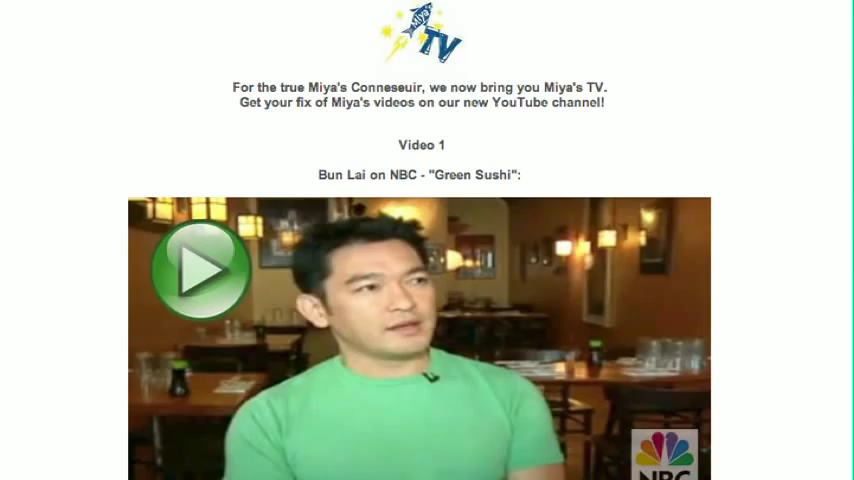 Miya's
TV
For the true Miya's Conneseuir, we now bring you Miya's TV.
Get your fix of Miya's videos on our new YouTube channel!
Video 1
Bun Lai on NBC - "Green Sushi":
NBC